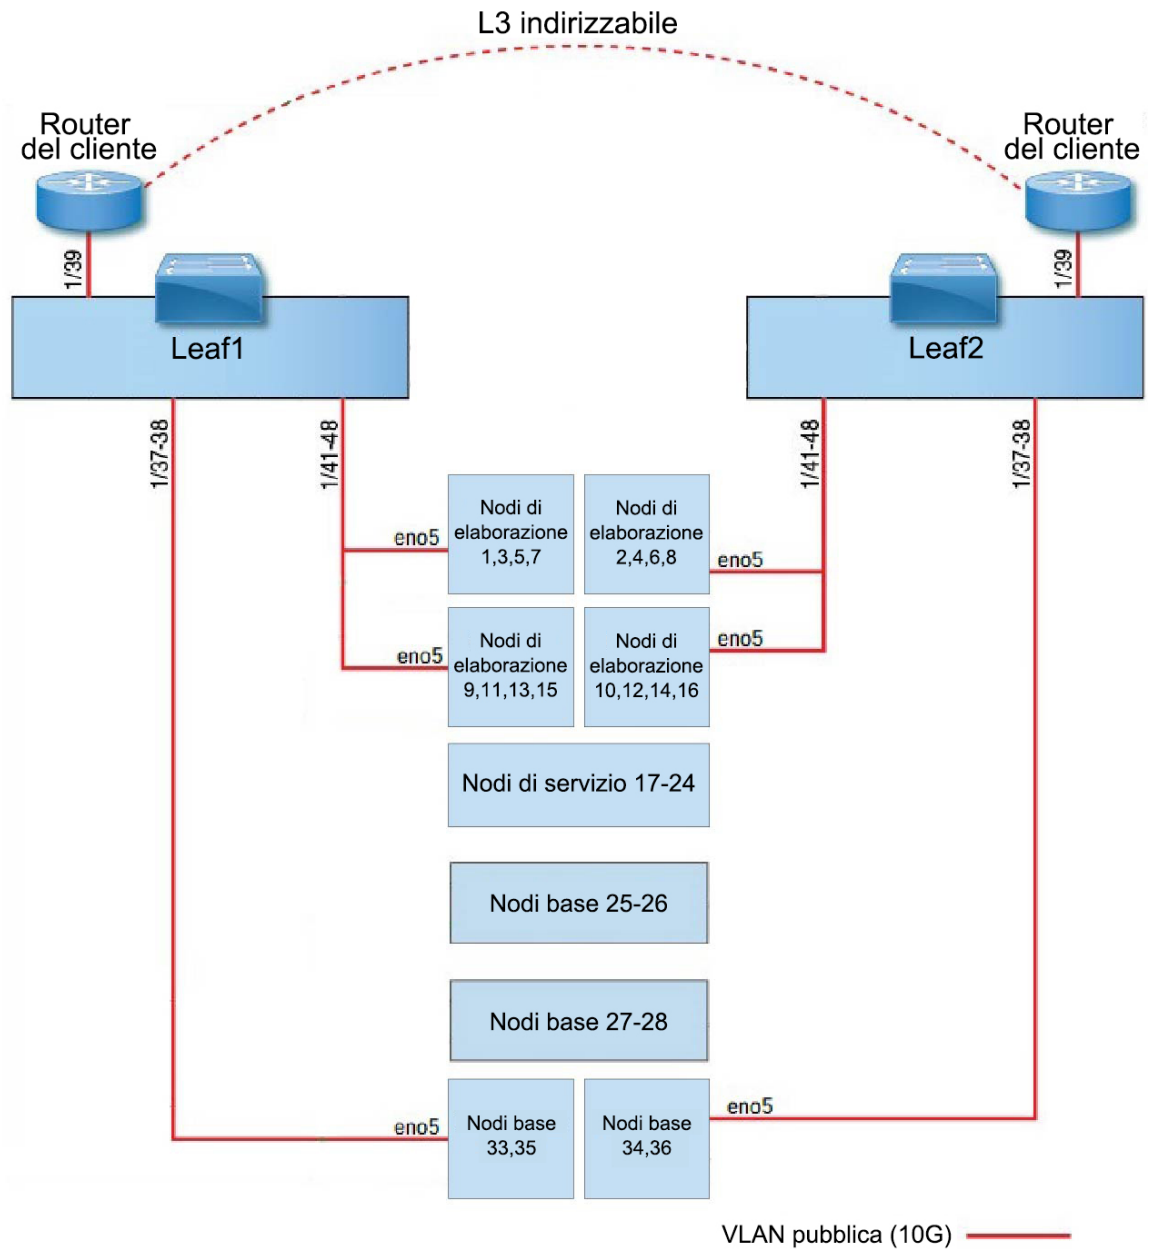 L3 indirizzabile
Router
del cliente
Router
del cliente
1/39
1/39
Leaf1
Leaf2
1/37-38
1/41-48
1/41-48
1/37-38
Nodi di
elaborazione
1,3,5,7
Nodi di
elaborazione
2,4,6,8
eno5
eno5
Nodi di
elaborazione
9,11,13,15
Nodi di
elaborazione
10,12,14,16
eno5
eno5
Nodi di servizio 17-24
Nodi base 25-26
Nodi base 27-28
eno5
Nodi base
33,35
Nodi base
34,36
eno5
VLAN pubblica (10G)